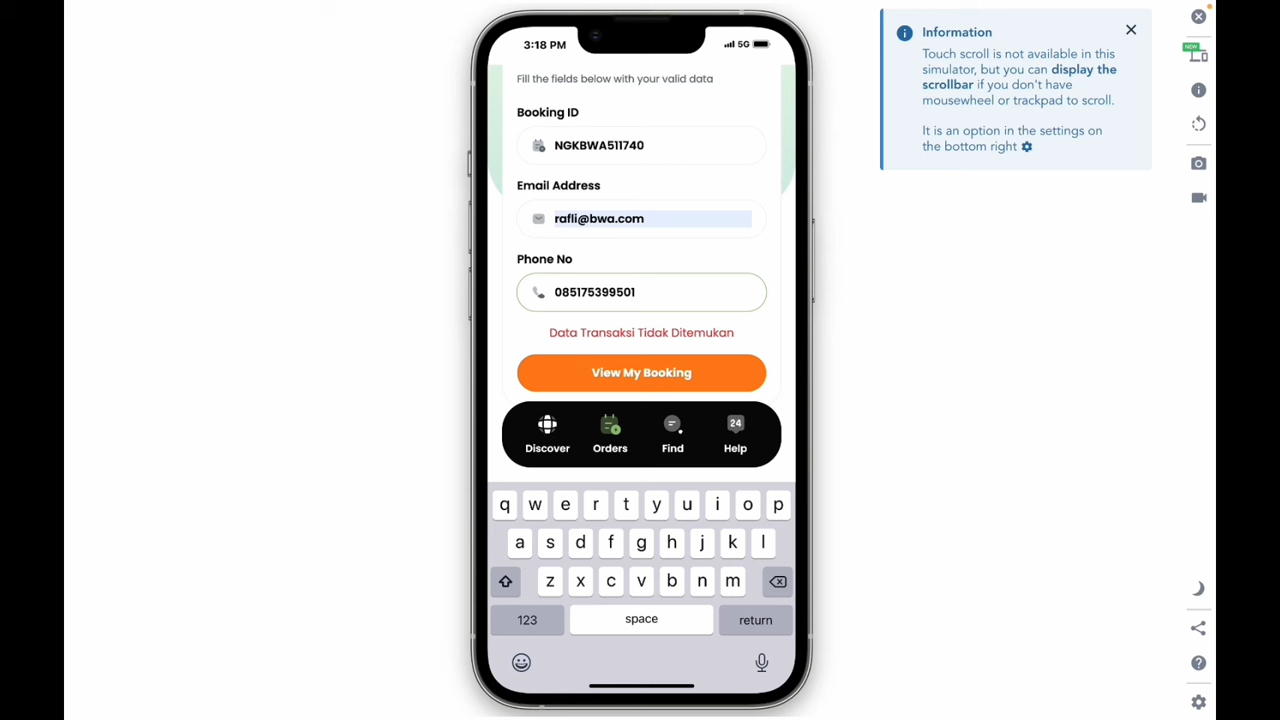 3:18 PM
5G
Fill the fields below with your valid data
Booking ID
NGKBWA511740
Email Address
rafli@bwa.com
Phone No
085175399501
Data Transaksi Tidak Ditemukan
View My Booking
24
Discover Orders Find Help
q w e r t y u i o p
a s d f g h j k l
z x c v b n m
123 space return
Information
Touch scroll is not available in this
simulator, but you can display the
scrollbar if you don't have
mousewheel or trackpad to scroll.
It is an option in the settings on
the bottom right
NEW